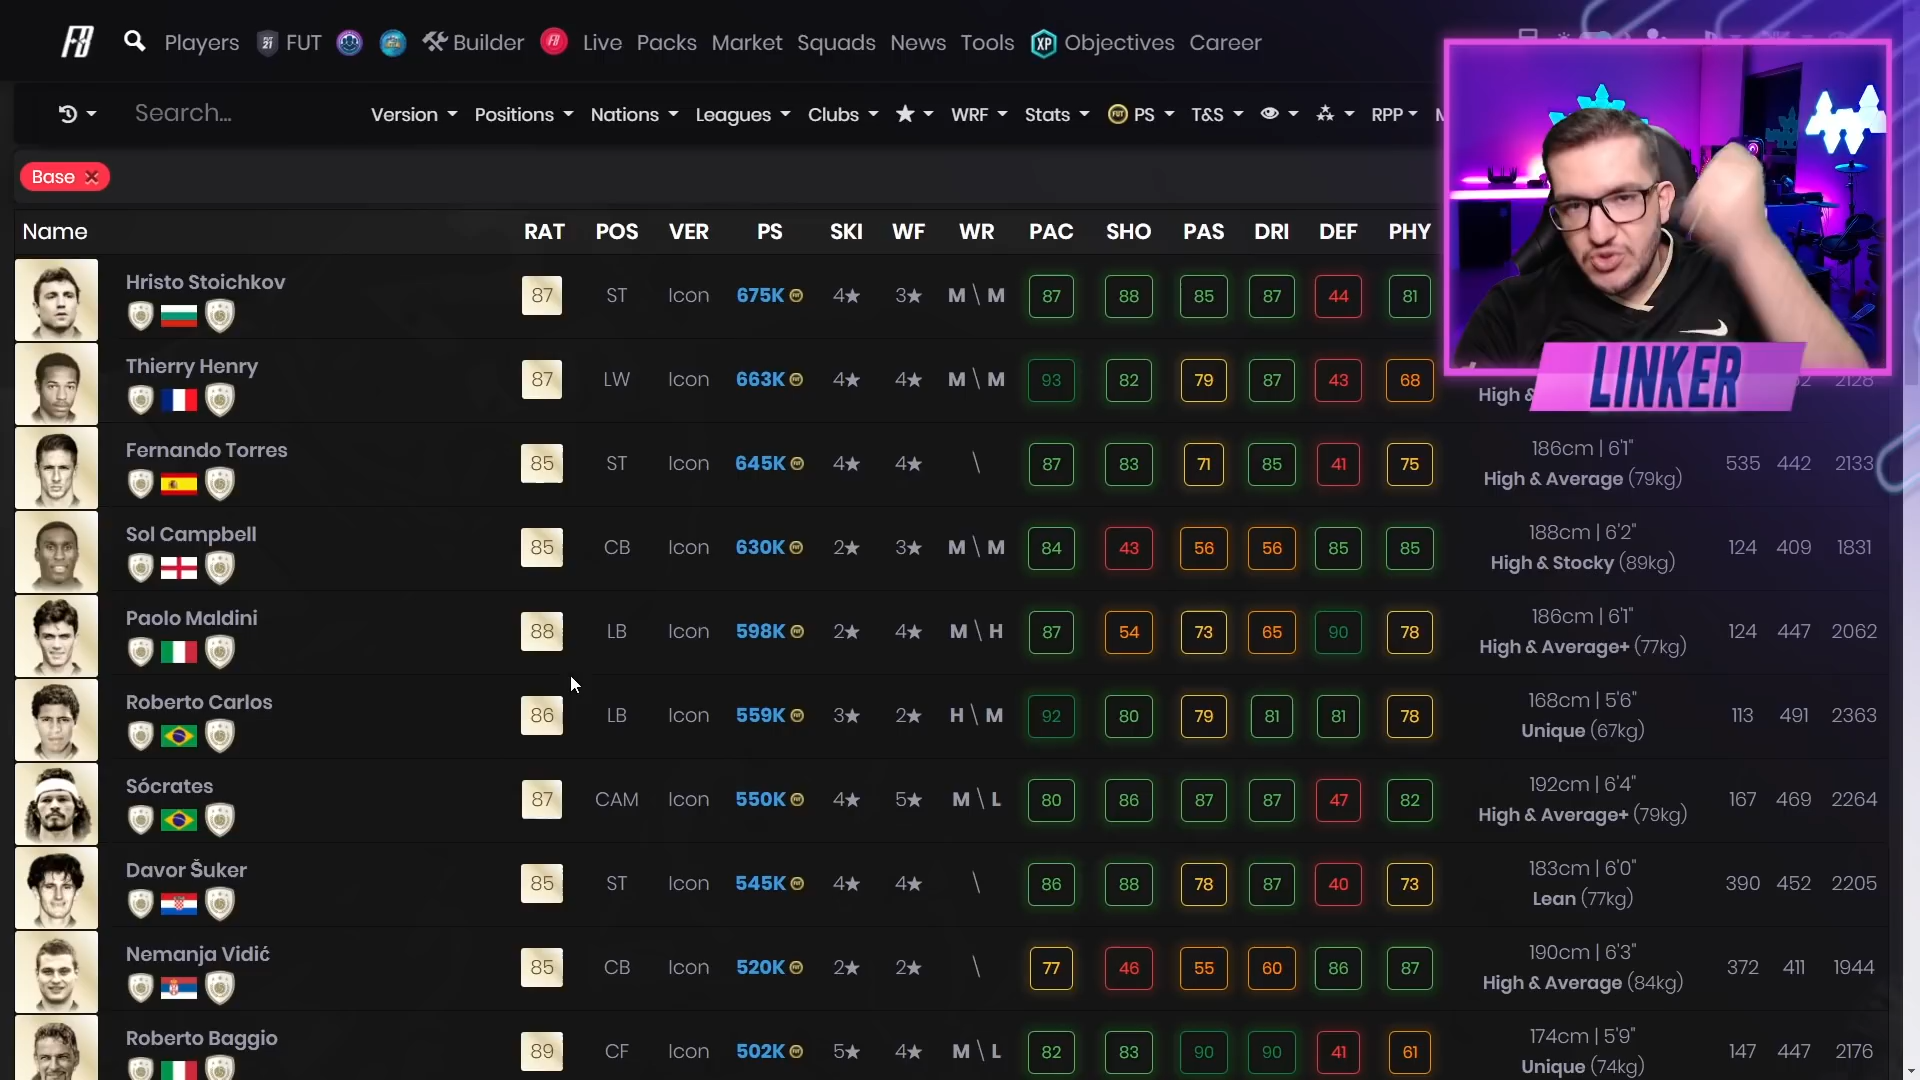 FB Players 21 FUT Builder FB Live Packs Market Squads News Tools XP Objectives Career
Search... Version Positions Nations Leagues Clubs ★ WRF Stats PS T&S RPP M
Base ×
Name RAT POS VER PS SKI WF WR PAC SHO PAS DRI DEF PHY
Hristo Stoichkov 87 ST Icon 675K 4★ 3★ M \ M 87 88 85 87 44 81
Thierry Henry 87 LW Icon 663K 4★ 4★ M \ M 93 82 79 87 43 68 High & 2128
LINKER
Fernando Torres 85 ST Icon 645K 4★ 4★ \ 87 83 71 85 41 75 186cm | 6'1" High & Average (79kg) 535 442 2133
Sol Campbell 85 CB Icon 630K 2★ 3★ M \ M 84 43 56 56 85 85 188cm | 6'2" High & Stocky (89kg) 124 409 1831
Paolo Maldini 88 LB Icon 598K 2★ 4★ M \ H 87 54 73 65 90 78 186cm | 6'1" High & Average+ (77kg) 124 447 2062
Roberto Carlos 86 LB Icon 559K 3★ 2★ H \ M 92 80 79 81 81 78 168cm | 5'6" Unique (67kg) 113 491 2363
Sócrates 87 CAM Icon 550K 4★ 5★ M \ L 80 86 87 87 47 82 192cm | 6'4" High & Average+ (79kg) 167 469 2264
Davor Šuker 85 ST Icon 545K 4★ 4★ \ 86 88 78 87 40 73 183cm | 6'0" Lean (77kg) 390 452 2205
Nemanja Vidić 85 CB Icon 520K 2★ 2★ \ 77 46 55 60 86 87 190cm | 6'3" High & Average (84kg) 372 411 1944
Roberto Baggio 89 CF Icon 502K 5★ 4★ M \ L 82 83 90 90 41 61 174cm | 5'9" Unique (74kg) 147 447 2176